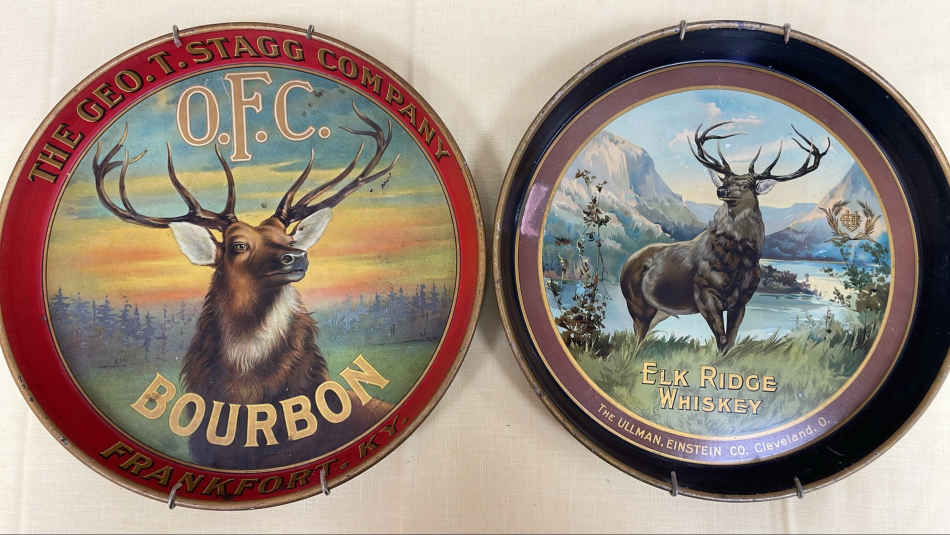 THE GEO. T. STAGG COMPANY
O.F.C.
BOURBON
FRANKFORT, KY.
ELK RIDGE
WHISKEY
THE ULLMAN, EINSTEIN CO. Cleveland, O.